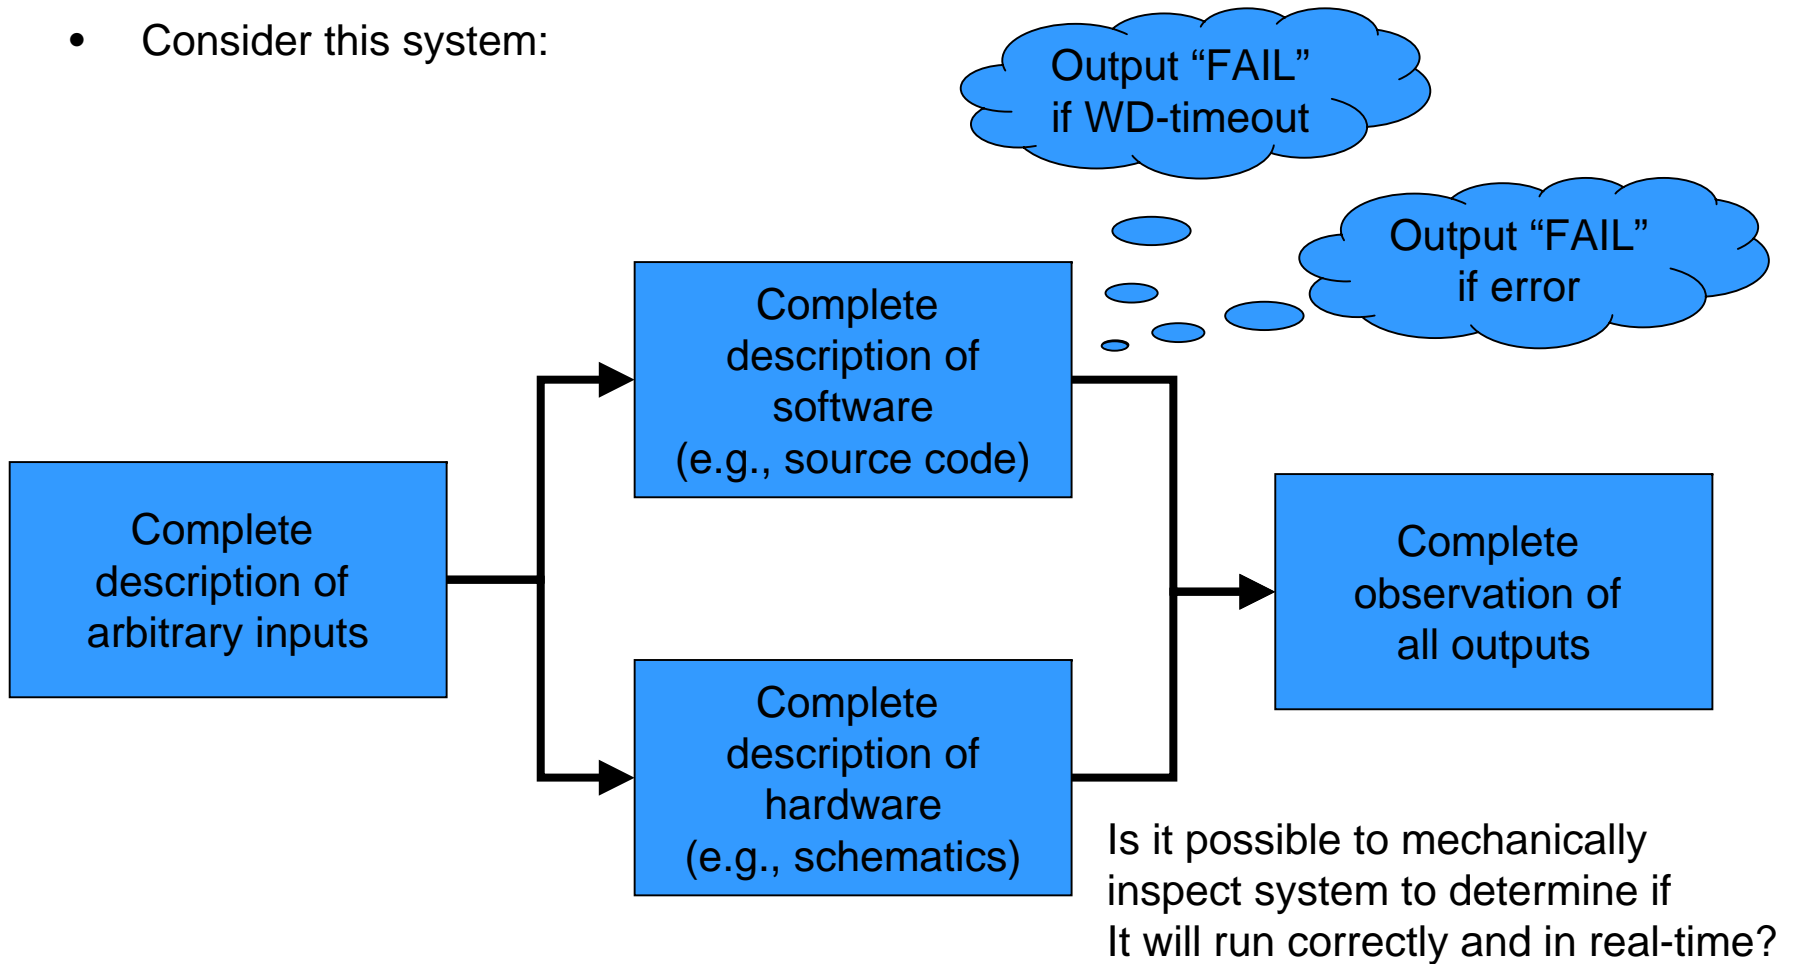 • Consider this system:
Output “FAIL”
if WD-timeout
Output “FAIL”
if error
Complete
description of
software
(e.g., source code)
Complete
description of
arbitrary inputs
Complete
observation of
all outputs
Complete
description of
hardware
(e.g., schematics)
Is it possible to mechanically
inspect system to determine if
It will run correctly and in real-time?